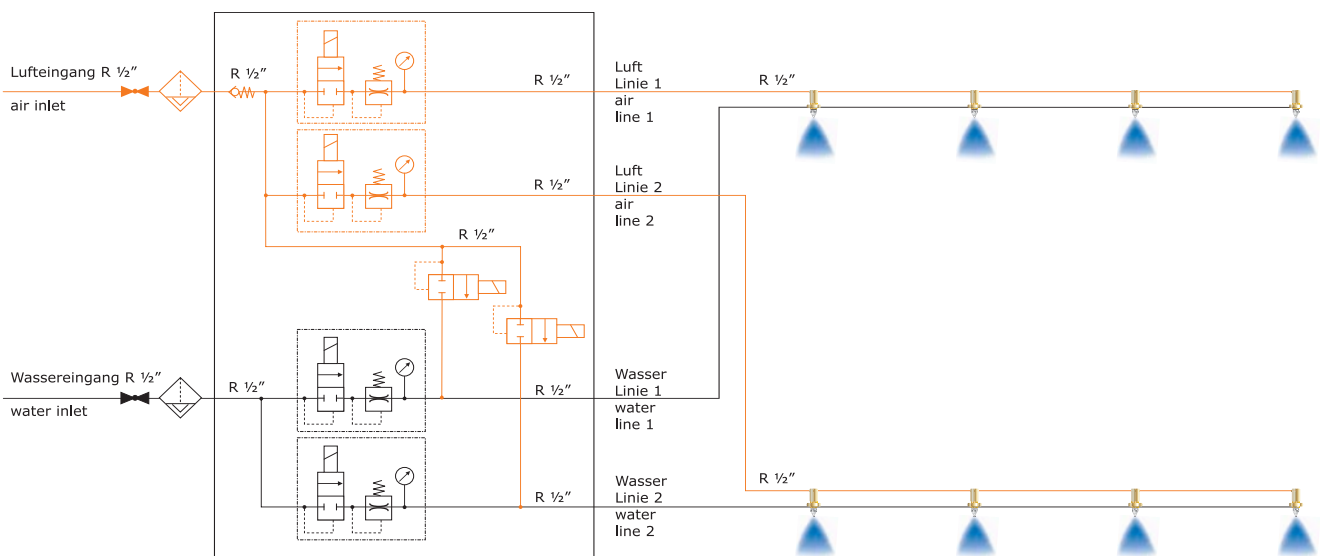 Lufteingang R ½”
air inlet
R ½”
R ½”
Luft
Linie 1
air
line 1
R ½”
R ½”
Luft
Linie 2
air
line 2
R ½”
Wassereingang R ½”
water inlet
R ½”
R ½”
Wasser
Linie 1
water
line 1
R ½”
Wasser
Linie 2
water
line 2
R ½”